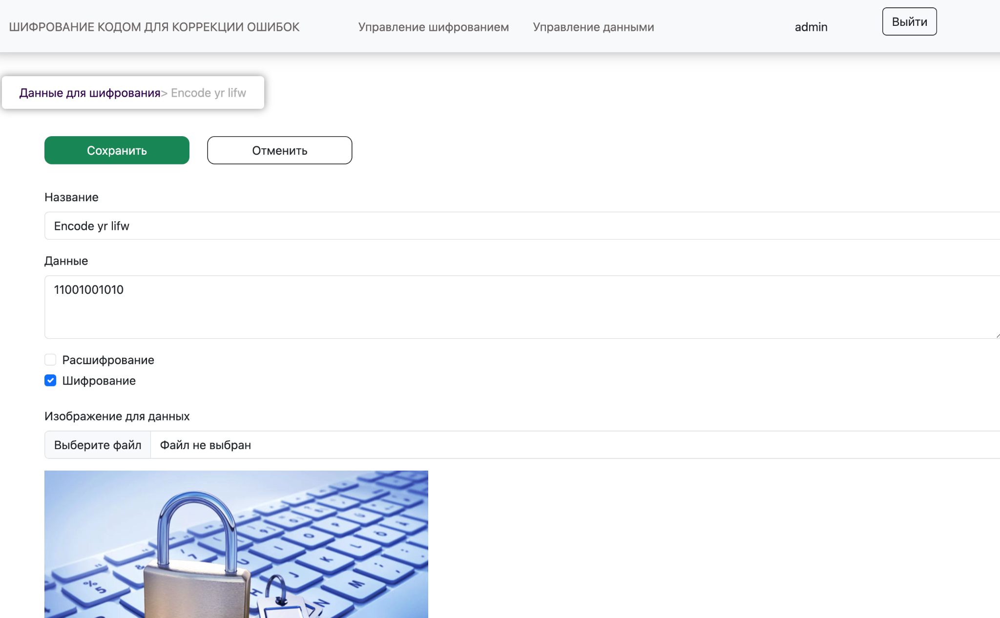 ШИФРОВАНИЕ КОДОМ ДЛЯ КОРРЕКЦИИ ОШИБОК Управление шифрованием Управление данными admin Выйти
Данные для шифрования> Encode yr lifw
Сохранить Отменить
Название
Encode yr lifw
Данные
11001001010
Расшифрование
Шифрование
Изображение для данных
Выберите файл Файл не выбран